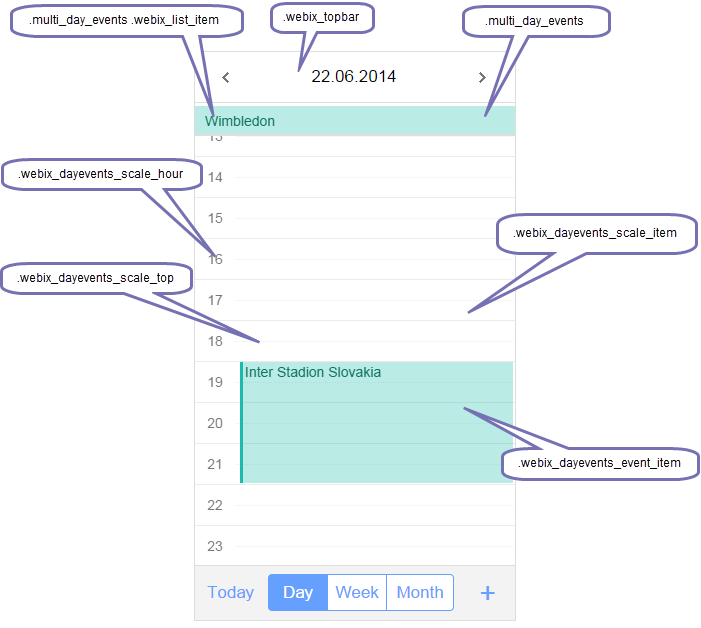 .multi_day_events .webix_list_item
.webix_topbar
.multi_day_events
22.06.2014
Wimbledon
13
14
.webix_dayevents_scale_hour
15
.webix_dayevents_scale_item
16
.webix_dayevents_scale_top
17
18
Inter Stadion Slovakia
19
20
.webix_dayevents_event_item
21
22
23
Today Day Week Month +